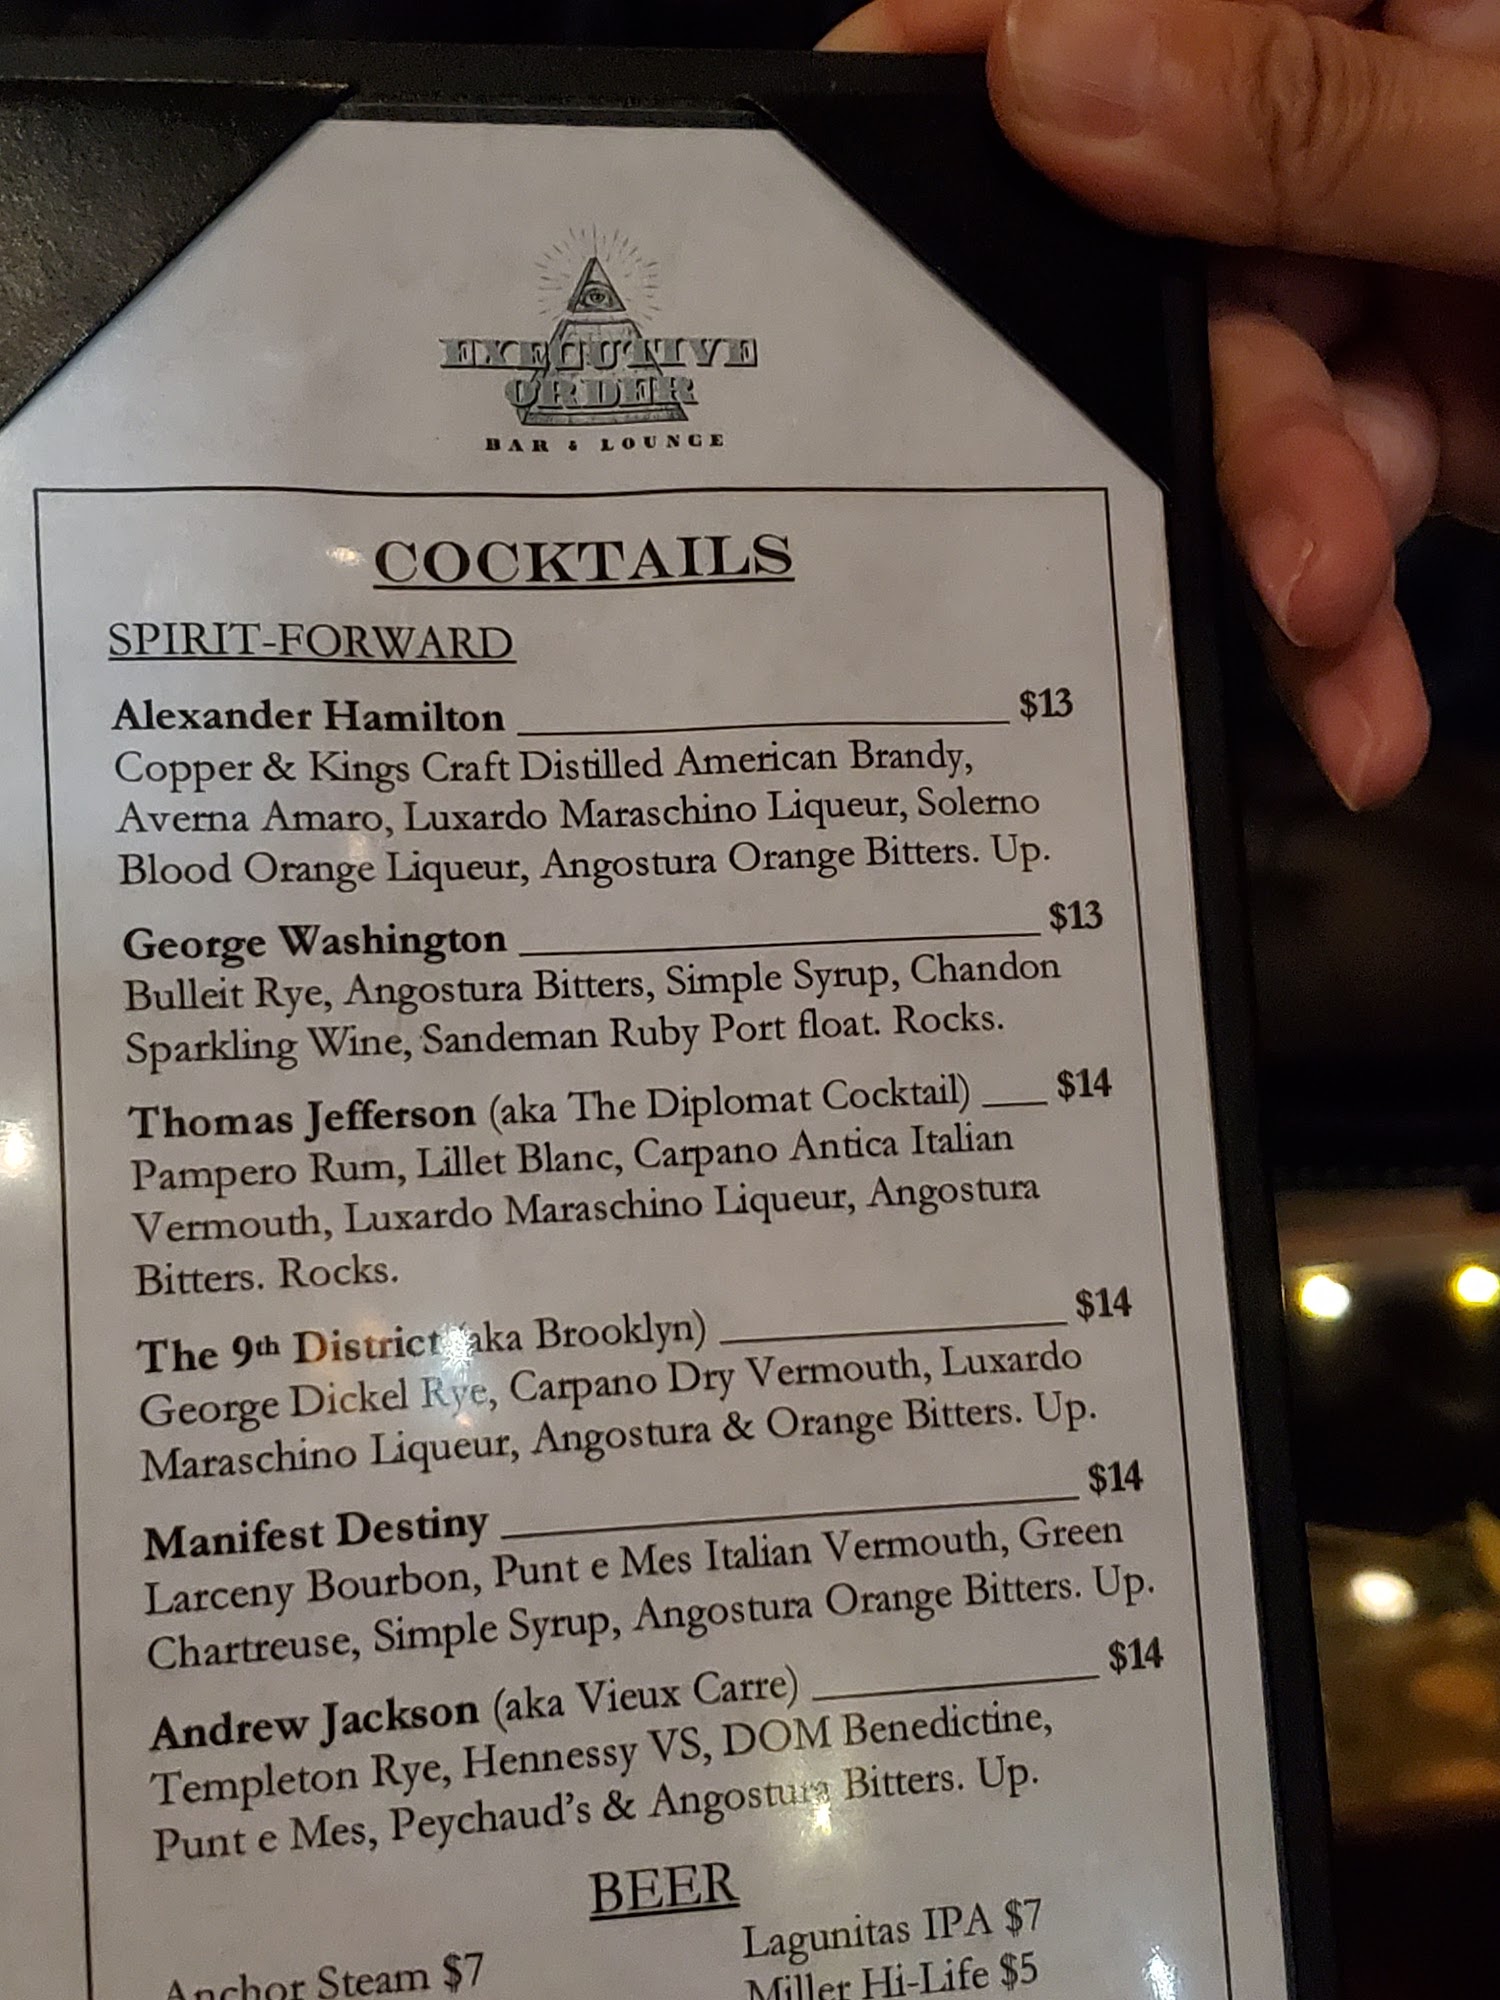 EXECUTIVE
ORDER
BAR & LOUNGE
COCKTAILS
SPIRIT-FORWARD
Alexander Hamilton $13
Copper & Kings Craft Distilled American Brandy,
Averna Amaro, Luxardo Maraschino Liqueur, Solerno
Blood Orange Liqueur, Angostura Orange Bitters. Up.
George Washington $13
Bulleit Rye, Angostura Bitters, Simple Syrup, Chandon
Sparkling Wine, Sandeman Ruby Port float. Rocks.
Thomas Jefferson (aka The Diplomat Cocktail) $14
Pampero Rum, Lillet Blanc, Carpano Antica Italian
Vermouth, Luxardo Maraschino Liqueur, Angostura
Bitters. Rocks.
The 9th District (aka Brooklyn) $14
George Dickel Rye, Carpano Dry Vermouth, Luxardo
Maraschino Liqueur, Angostura & Orange Bitters. Up.
Manifest Destiny $14
Larceny Bourbon, Punt e Mes Italian Vermouth, Green
Chartreuse, Simple Syrup, Angostura Orange Bitters. Up.
Andrew Jackson (aka Vieux Carre) $14
Templeton Rye, Hennessy VS, DOM Benedictine,
Punt e Mes, Peychaud's & Angostura Bitters. Up.
BEER
Lagunitas IPA $7
Anchor Steam $7
Miller Hi-Life $5